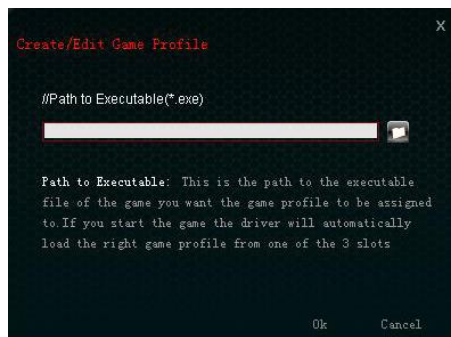 X
Create/Edit Game Profile
//Path to Executable(*.exe)
Path to Executable: This is the path to the executable
file of the game you want the game profile to be assigned
to.If you start the game the driver will automatically
load the right game profile from one of the 3 slots
Ok Cancel